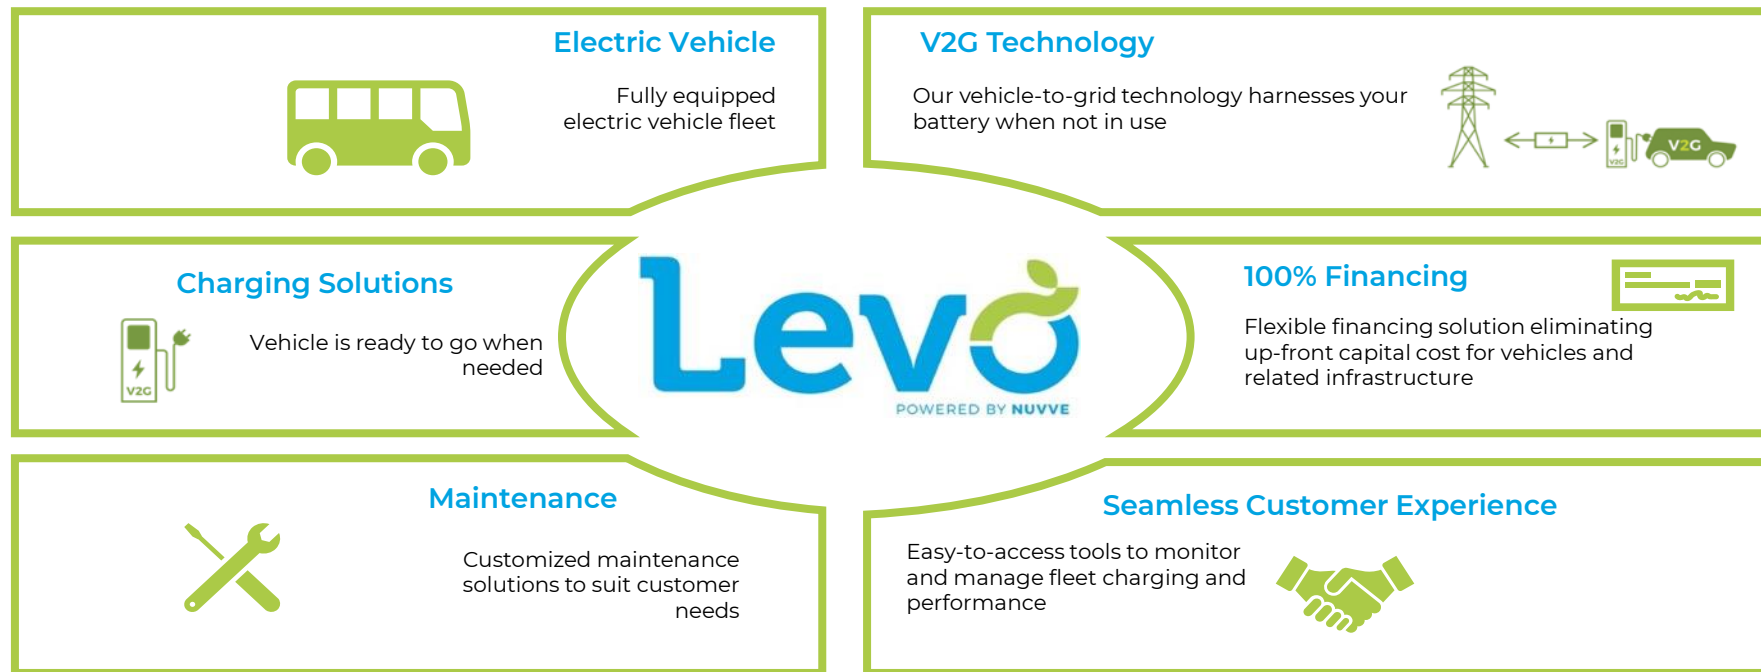 Electric Vehicle
Fully equipped
electric vehicle fleet
V2G Technology
Our vehicle-to-grid technology harnesses your
battery when not in use
V2G
V2G
Charging Solutions
Vehicle is ready to go when
needed
V2G
Levo
POWERED BY NUVVE
100% Financing
Flexible financing solution eliminating
up-front capital cost for vehicles and
related infrastructure
Maintenance
Customized maintenance
solutions to suit customer
needs
Seamless Customer Experience
Easy-to-access tools to monitor
and manage fleet charging and
performance